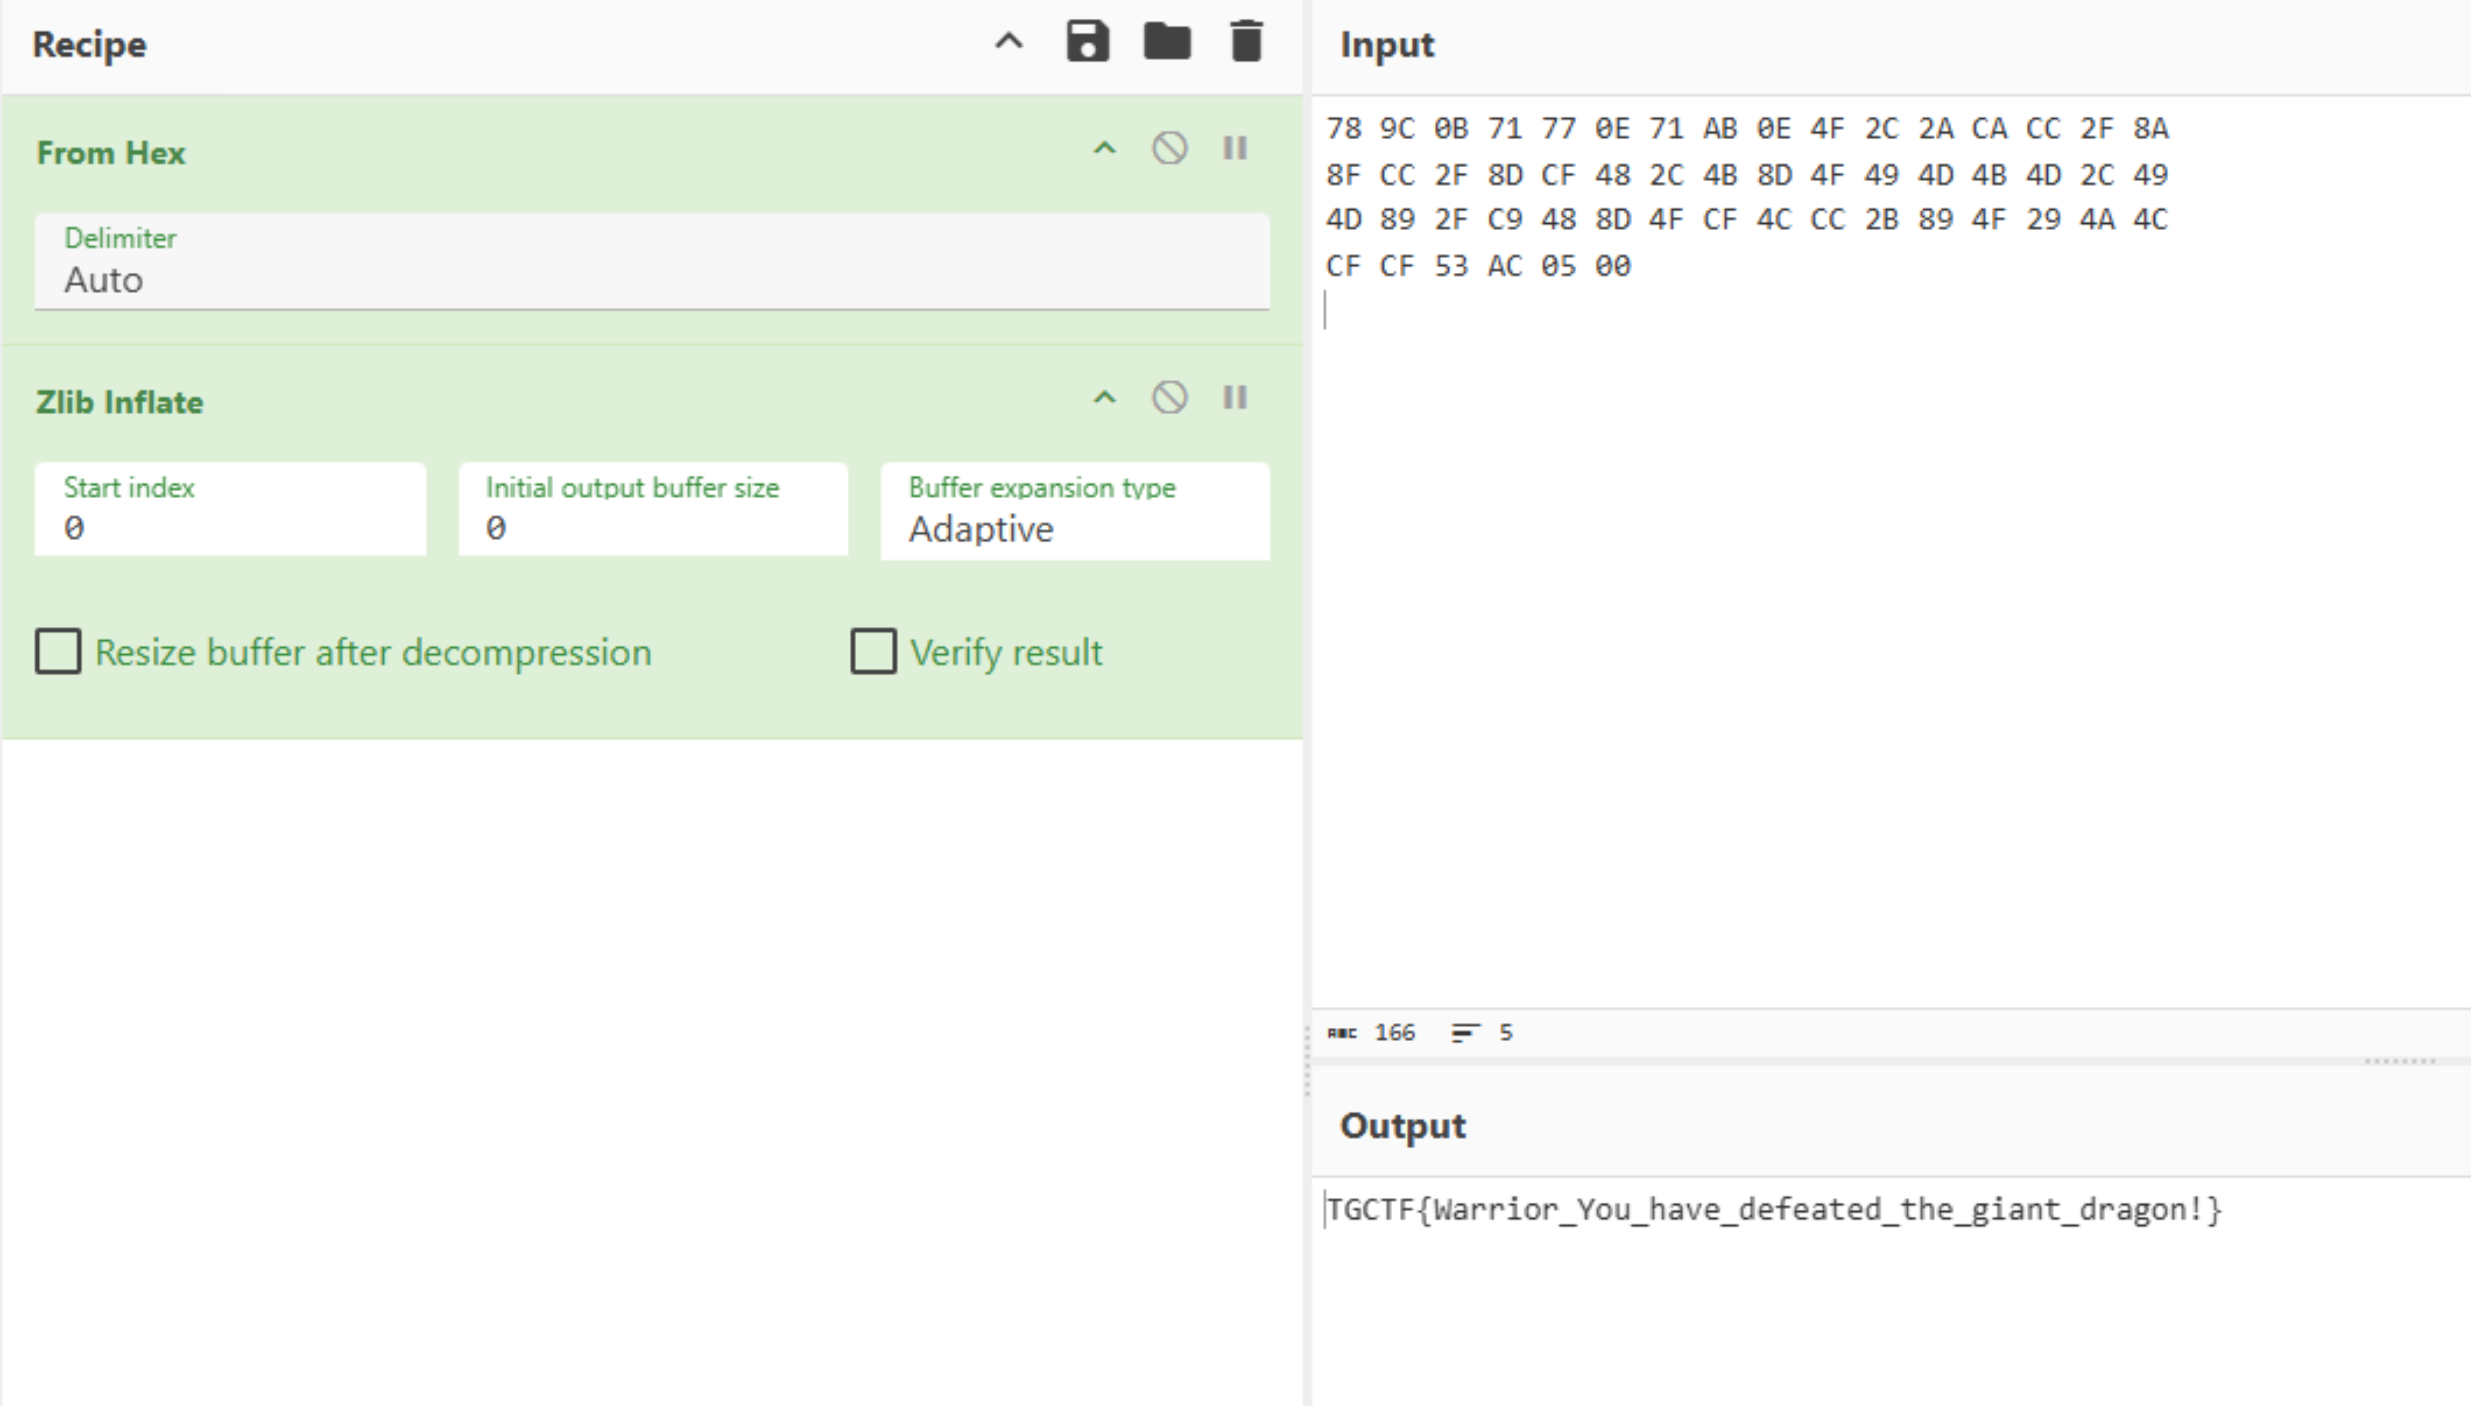 Recipe
From Hex
Delimiter
Auto
Zlib Inflate
Start index
0
Initial output buffer size
0
Buffer expansion type
Adaptive
Resize buffer after decompression
Verify result
Input
78 9C 0B 71 77 0E 71 AB 0E 4F 2C 2A CA CC 2F 8A
8F CC 2F 8D CF 48 2C 4B 8D 4F 49 4D 4B 4D 2C 49
4D 89 2F C9 48 8D 4F CF 4C CC 2B 89 4F 29 4A 4C
CF CF 53 AC 05 00
ABC 166 5
Output
TGCTF{Warrior_You_have_defeated_the_giant_dragon!}